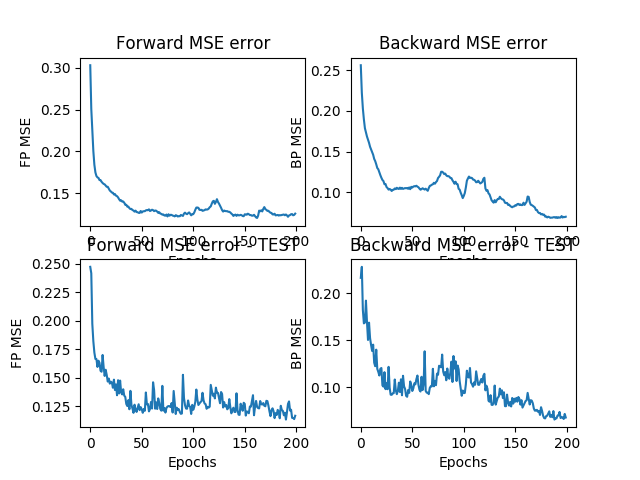 Forward MSE error
Backward MSE error
0.30
0.25
0.20
0.15
FP MSE
0 50 100 150 200
Epochs
0.25
0.20
0.15
0.10
BP MSE
0 50 100 150 200
Epochs
Forward MSE error - TEST
Backward MSE error - TEST
0.250
0.225
0.200
0.175
0.150
0.125
FP MSE
0 50 100 150 200
Epochs
0.20
0.15
0.10
BP MSE
0 50 100 150 200
Epochs